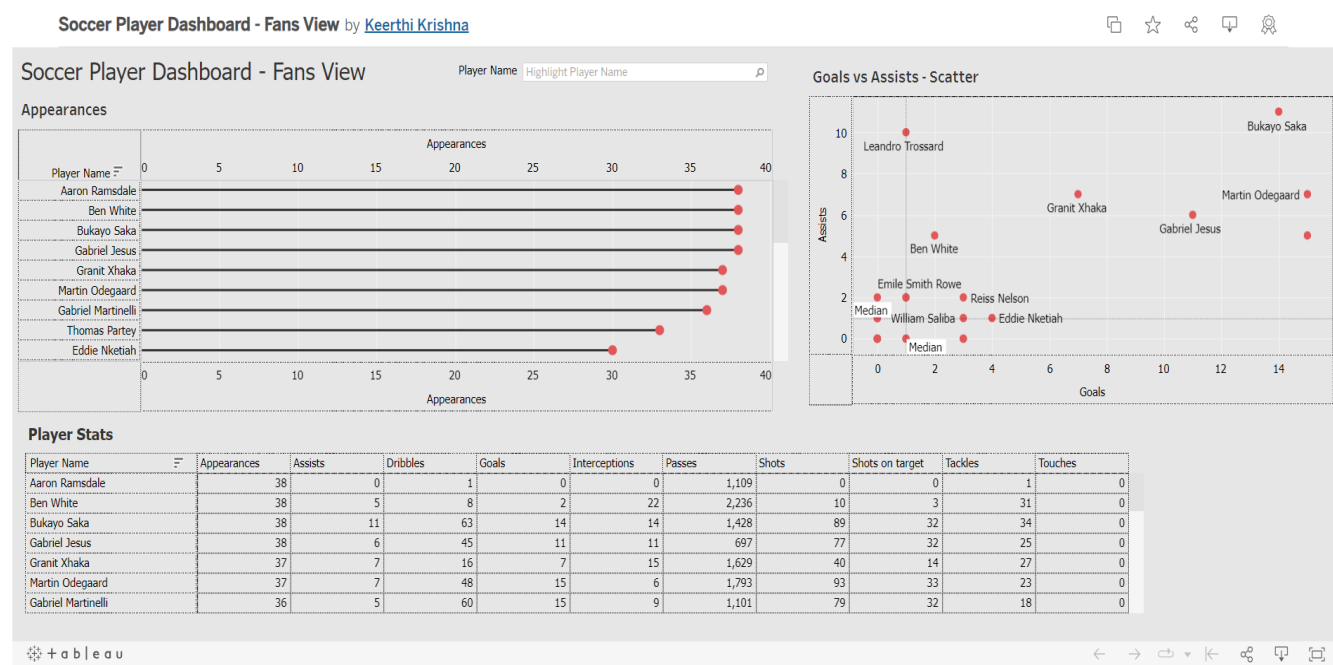 Soccer Player Dashboard - Fans View by Keerthi Krishna
Soccer Player Dashboard - Fans View
Player Name Highlight Player Name
Appearances
Appearances
Player Name 0 5 10 15 20 25 30 35 40
Aaron Ramsdale
Ben White
Bukayo Saka
Gabriel Jesus
Granit Xhaka
Martin Odegaard
Gabriel Martinelli
Thomas Partey
Eddie Nketiah
0 5 10 15 20 25 30 35 40
Appearances
Goals vs Assists - Scatter
Assists
10
8
6
4
2
0
Bukayo Saka
Leandro Trossard
Martin Odegaard
Granit Xhaka
Gabriel Jesus
Ben White
Emile Smith Rowe
Reiss Nelson
Median
William Saliba
Eddie Nketiah
Median
0 2 4 6 8 10 12 14
Goals
Player Stats
Player Name Appearances Assists Dribbles Goals Interceptions Passes Shots Shots on target Tackles Touches
Aaron Ramsdale 38 0 1 0 0 1,109 0 0 1 0
Ben White 38 5 8 2 22 2,236 10 3 31 0
Bukayo Saka 38 11 63 14 14 1,428 89 32 34 0
Gabriel Jesus 38 6 45 11 11 697 77 32 25 0
Granit Xhaka 37 7 16 7 15 1,629 40 14 27 0
Martin Odegaard 37 7 48 15 6 1,793 93 33 23 0
Gabriel Martinelli 36 5 60 15 9 1,101 79 32 18 0
+ a b l e a u